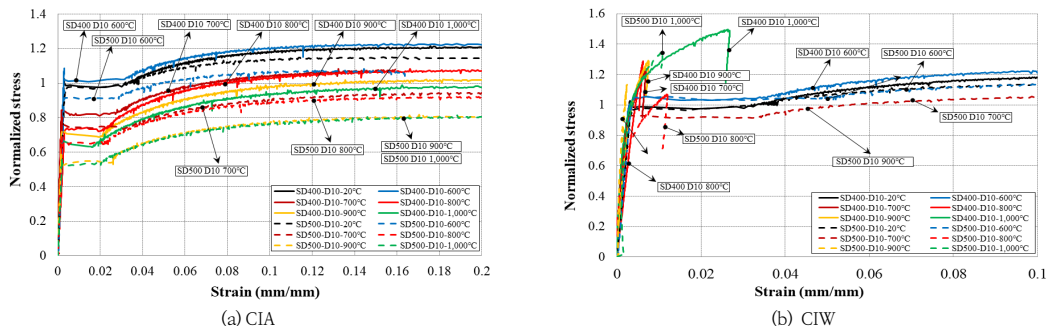 Normalized stress
1.4
1.2
1
0.8
0.6
0.4
0.2
0
SD400 D10 600℃
SD500 D10 600℃
SD400 D10 700℃
SD400 D10 800℃
SD400 D10 900℃
SD400 D10 1,000℃
SD500 D10 700℃
SD500 D10 800℃
SD500 D10 900℃
SD500 D10 1,000℃
SD400-D10-20℃
SD400-D10-600℃
SD400-D10-700℃
SD400-D10-800℃
SD400-D10-900℃
SD400-D10-1,000℃
SD500-D10-20℃
SD500-D10-600℃
SD500-D10-700℃
SD500-D10-800℃
SD500-D10-900℃
SD500-D10-1,000℃
0 0.02 0.04 0.06 0.08 0.1 0.12 0.14 0.16 0.18 0.2
Strain (mm/mm)
(a) CIA
Normalized stress
1.6
1.4
1.2
1
0.8
0.6
0.4
0.2
0
SD500 D10 1,000℃
SD400 D10 1,000℃
SD400 D10 900℃
SD400 D10 700℃
SD400 D10 600℃
SD500 D10 600℃
SD500 D10 800℃
SD500 D10 700℃
SD500 D10 900℃
SD400 D10 800℃
SD400-D10-20℃
SD400-D10-600℃
SD400-D10-700℃
SD400-D10-800℃
SD400-D10-900℃
SD400-D10-1,000℃
SD500-D10-20℃
SD500-D10-600℃
SD500-D10-700℃
SD500-D10-800℃
SD500-D10-900℃
SD500-D10-1,000℃
0 0.02 0.04 0.06 0.08 0.1
Strain (mm/mm)
(b) CIW